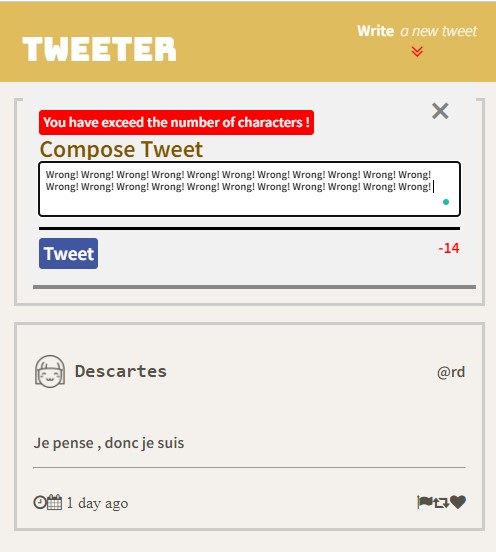 TWEETER
Write a new tweet
You have exceed the number of characters !
Compose Tweet
Wrong! Wrong! Wrong! Wrong! Wrong! Wrong! Wrong! Wrong! Wrong! Wrong! Wrong!
Wrong! Wrong! Wrong! Wrong! Wrong! Wrong! Wrong! Wrong! Wrong! Wrong! Wrong!
Tweet
-14
Descartes
@rd
Je pense , donc je suis
1 day ago